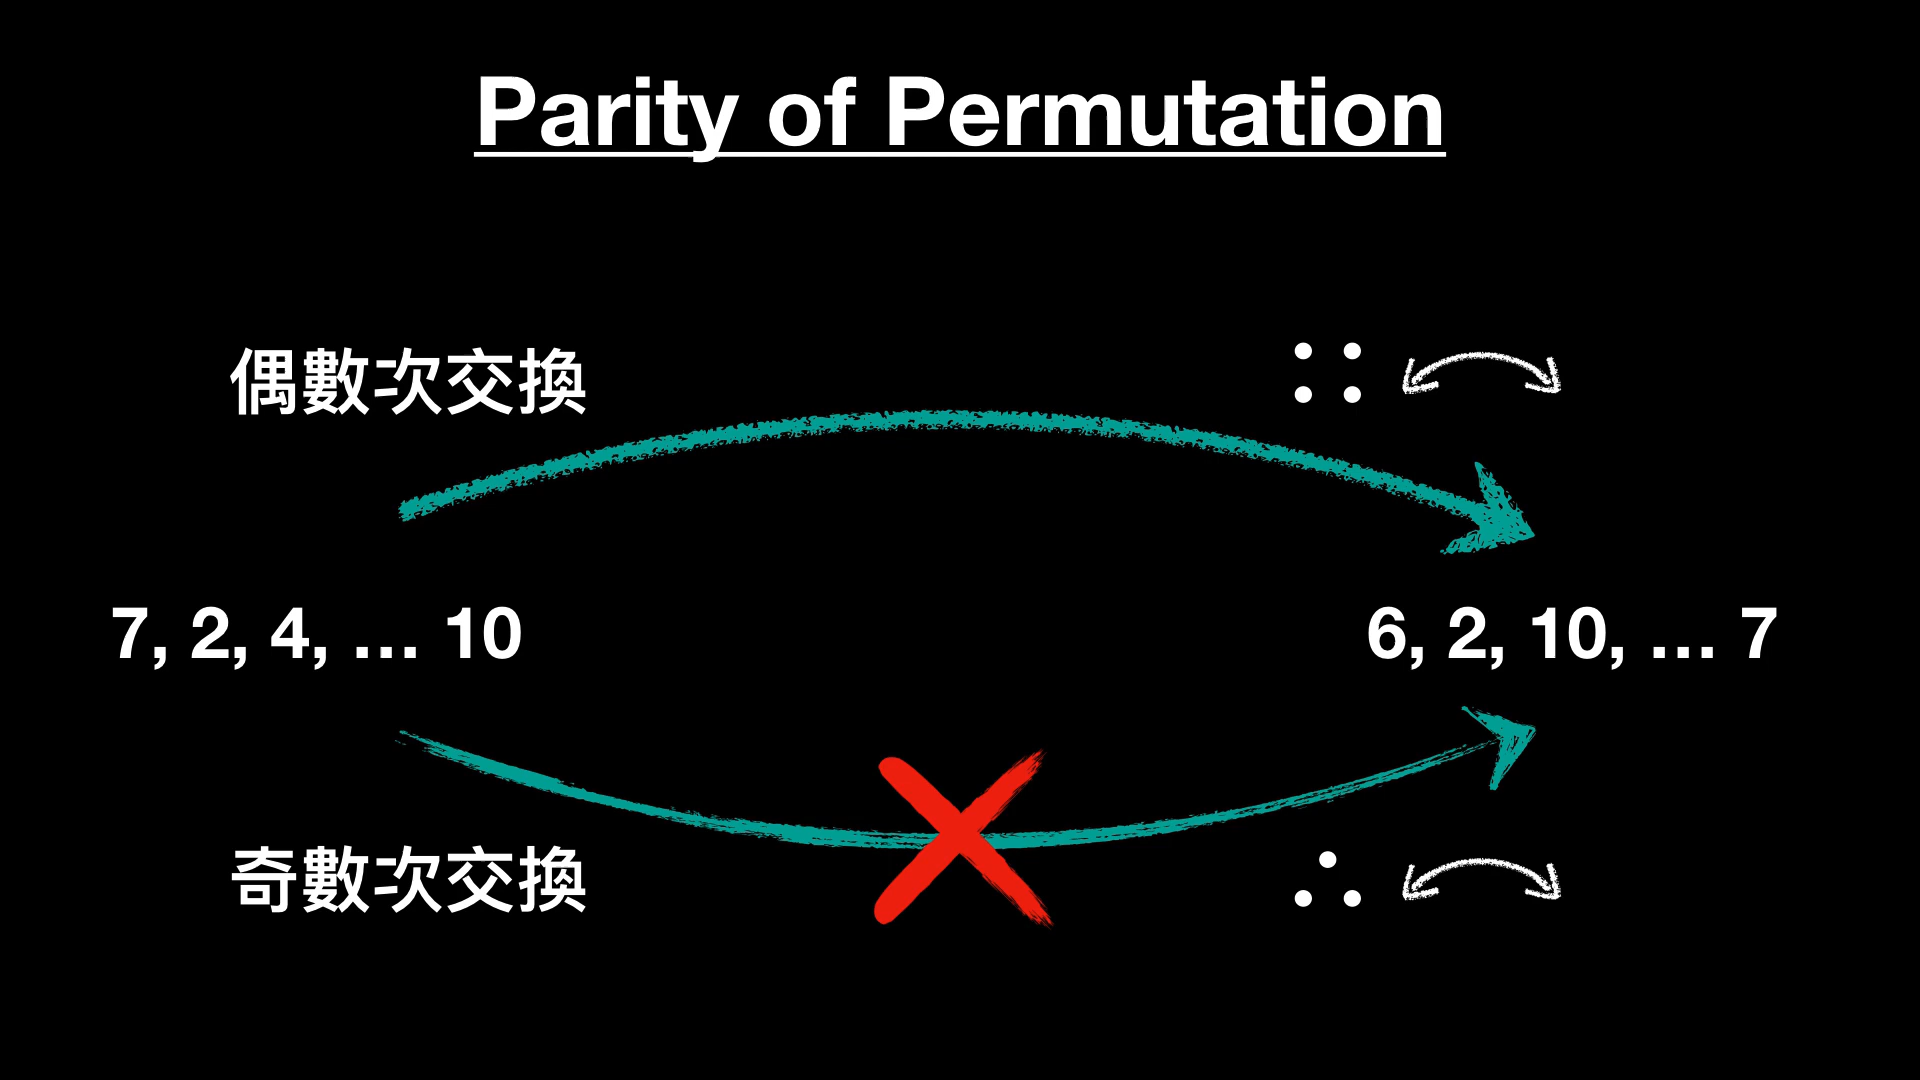 Parity of Permutation
偶數次交換
7, 2, 4, … 10
6, 2, 10, … 7
奇數次交換